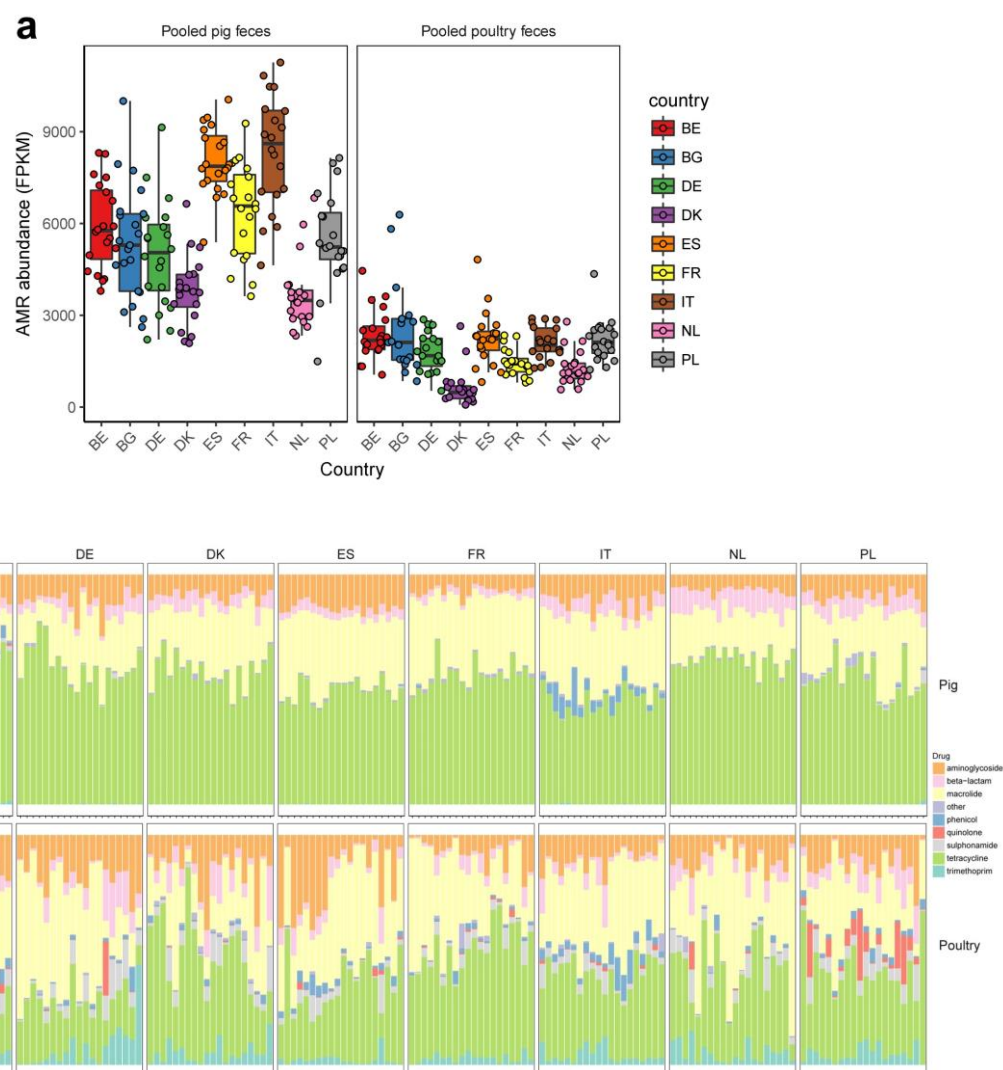 a
Pooled pig feces
Pooled poultry feces
AMR abundance (FPKM)
9000
6000
3000
0
BE BG DE DK ES FR IT NL PL
BE BG DE DK ES FR IT NL PL
Country
country
BE
BG
DE
DK
ES
FR
IT
NL
PL
DE DK ES FR IT NL PL
Pig
Drug
aminoglycoside
beta-lactam
macrolide
other
phenicol
quinolone
sulphonamide
tetracycline
trimethoprim
Poultry